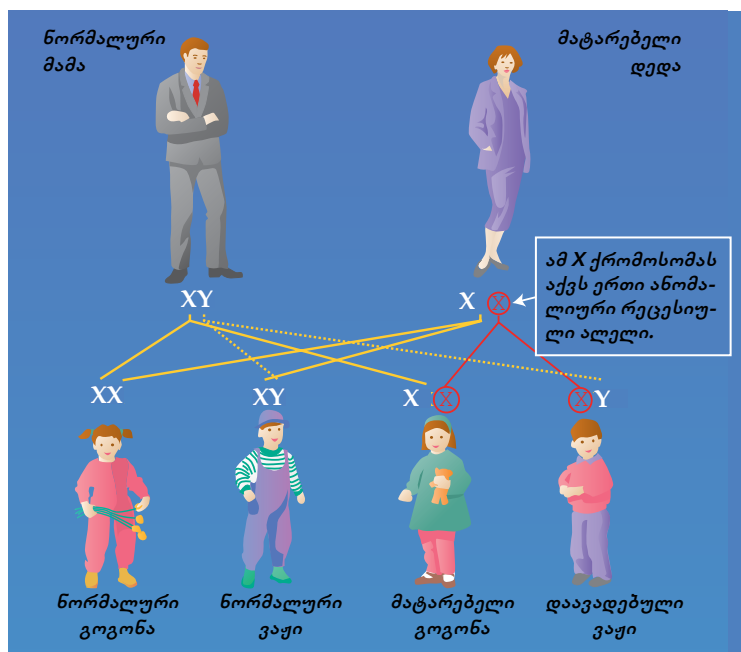 ნორმალური
მამა
მატარებელი
დედა
ამ X ქრომოსომას
აქვს ერთი ანომა-
ლიური რეცესიუ-
ლი ალელი.
XY
X X
XX
XY
X X
X Y
ნორმალური
გოგონა
ნორმალური
ვაჟი
მატარებელი
გოგონა
დაავადებული
ვაჟი